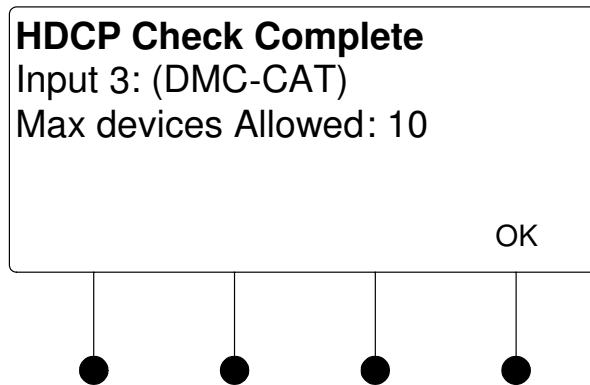 HDCP Check Complete
Input 3: (DMC-CAT)
Max devices Allowed: 10
OK